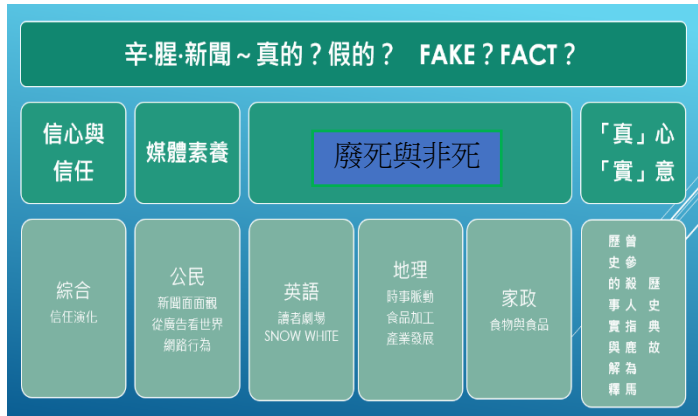 辛‧腥‧新聞~真的？假的？ FAKE？FACT？
信心與
信任
媒體素養
廢死與非死
「真」心
「實」意
綜合
信任演化
公民
新聞面面觀
從廣告看世界
網路行為
英語
讀者劇場
SNOW WHITE
地理
時事脈動
食品加工
產業發展
家政
食物與食品
歷史典故
曾參殺人指鹿為馬
歷史的事實與解釋